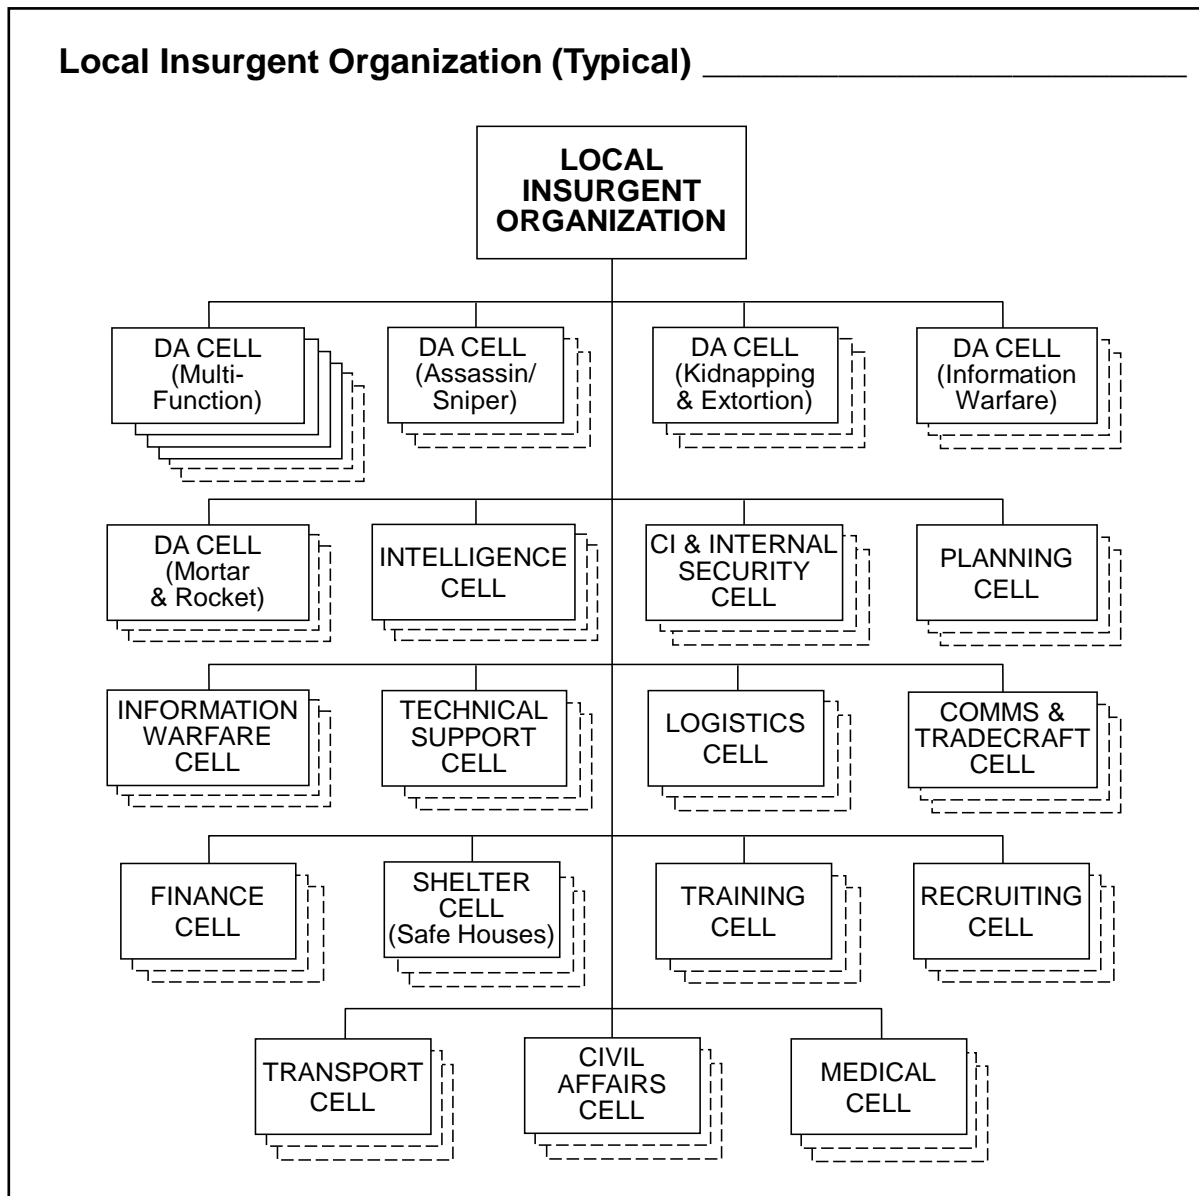 Local Insurgent Organization (Typical)
LOCAL
INSURGENT
ORGANIZATION
DA CELL
(Multi-
Function)
DA CELL
(Assassin/
Sniper)
DA CELL
(Kidnapping
& Extortion)
DA CELL
(Information
Warfare)
DA CELL
(Mortar
& Rocket)
INTELLIGENCE
CELL
CI & INTERNAL
SECURITY
CELL
PLANNING
CELL
INFORMATION
WARFARE
CELL
TECHNICAL
SUPPORT
CELL
LOGISTICS
CELL
COMMS &
TRADECRAFT
CELL
FINANCE
CELL
SHELTER
CELL
(Safe Houses)
TRAINING
CELL
RECRUITING
CELL
TRANSPORT
CELL
CIVIL
AFFAIRS
CELL
MEDICAL
CELL